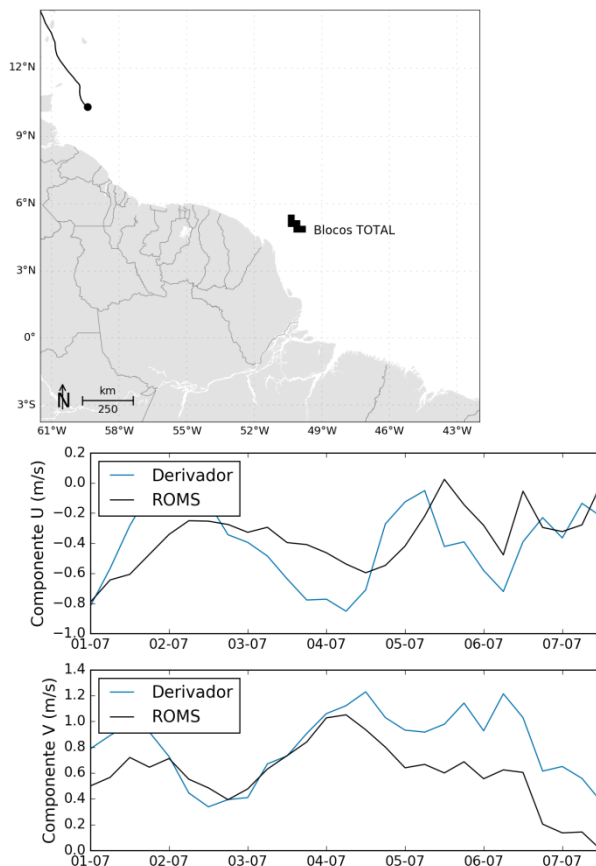 12°N
9°N
6°N
Blocos TOTAL
3°N
0°
N
km
250
3°S
61°W 58°W 55°W 52°W 49°W 46°W 43°W
Componente U (m/s)
0.2
0.0
−0.2
−0.4
−0.6
−0.8
−1.0
Derivador
ROMS
01-07 02-07 03-07 04-07 05-07 06-07 07-07
Componente V (m/s)
1.4
1.2
1.0
0.8
0.6
0.4
0.2
0.0
Derivador
ROMS
01-07 02-07 03-07 04-07 05-07 06-07 07-07